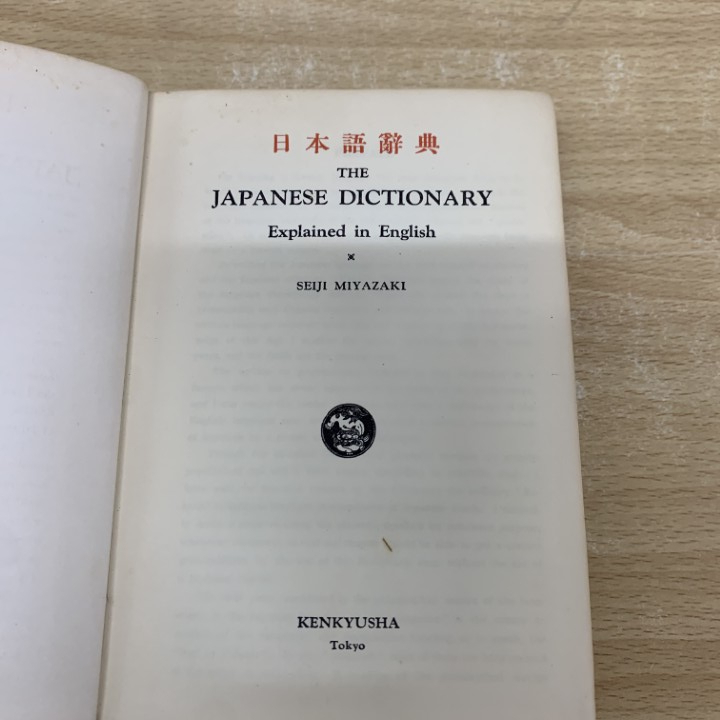 日本語辭典
THE
JAPANESE DICTIONARY
Explained in English
SEIJI MIYAZAKI
KENKYUSHA
Tokyo